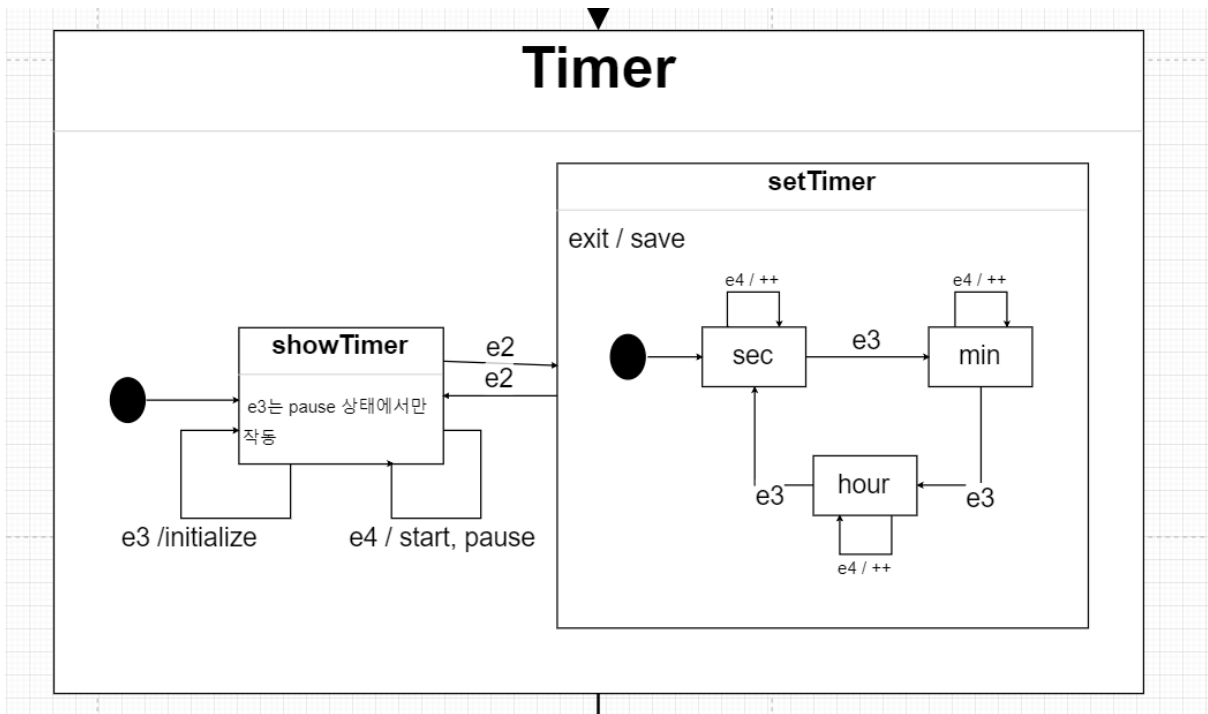 Timer
setTimer
exit / save
e4 / ++
e4 / ++
sec
e3
min
showTimer
e2
e2
e3는 pause 상태에서만
작동
hour
e3
e3
e3 /initialize
e4 / start, pause
e4 / ++